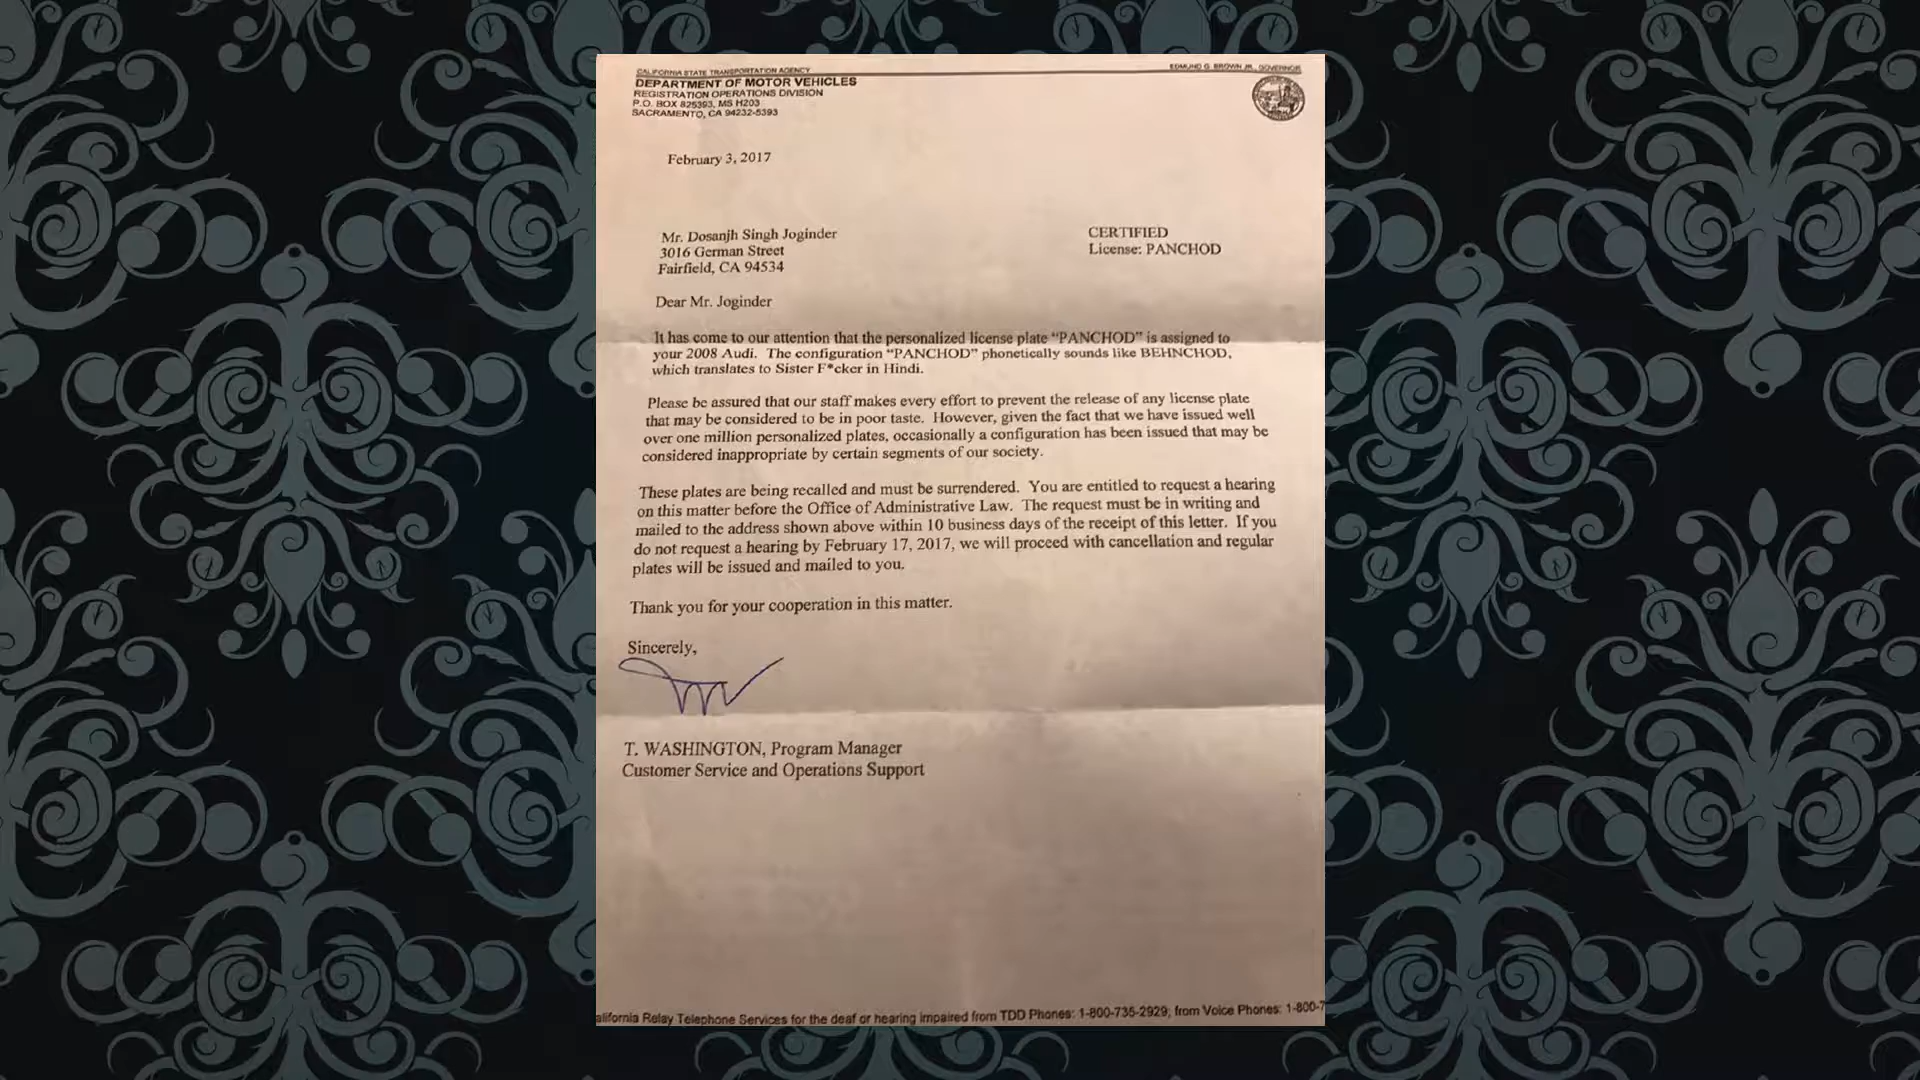 CALIFORNIA STATE TRANSPORTATION AGENCY
EDMUND G. BROWN JR., GOVERNOR
DEPARTMENT OF MOTOR VEHICLES
REGISTRATION OPERATIONS DIVISION
P.O. BOX 825393, MS H203
SACRAMENTO, CA 94232-5393
February 3, 2017
Mr. Dosanjh Singh Joginder
3016 German Street
Fairfield, CA 94534
CERTIFIED
License: PANCHOD
Dear Mr. Joginder
It has come to our attention that the personalized license plate “PANCHOD” is assigned to
your 2008 Audi. The configuration “PANCHOD” phonetically sounds like BEHNCHOD,
which translates to Sister F*cker in Hindi.
Please be assured that our staff makes every effort to prevent the release of any license plate
that may be considered to be in poor taste. However, given the fact that we have issued well
over one million personalized plates, occasionally a configuration has been issued that may be
considered inappropriate by certain segments of our society.
These plates are being recalled and must be surrendered. You are entitled to request a hearing
on this matter before the Office of Administrative Law. The request must be in writing and
mailed to the address shown above within 10 business days of the receipt of this letter. If you
do not request a hearing by February 17, 2017, we will proceed with cancellation and regular
plates will be issued and mailed to you.
Thank you for your cooperation in this matter.
Sincerely,
T. WASHINGTON, Program Manager
Customer Service and Operations Support
alifornia Relay Telephone Services for the deaf or hearing impaired from TDD Phones: 1-800-735-2929; from Voice Phones: 1-800-7